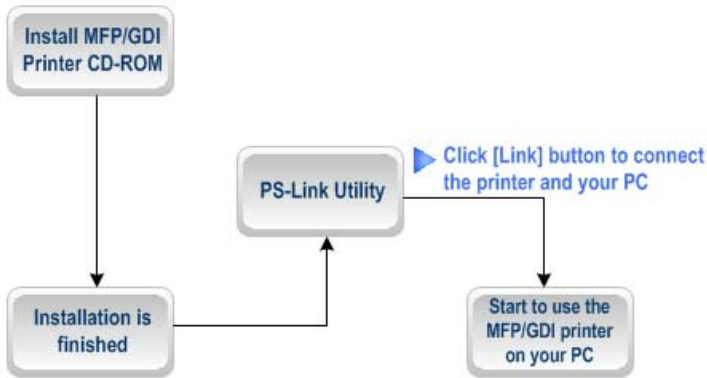 Install MFP/GDI
Printer CD-ROM
Click [Link] button to connect
the printer and your PC
PS-Link Utility
Installation is
finished
Start to use the
MFP/GDI printer
on your PC